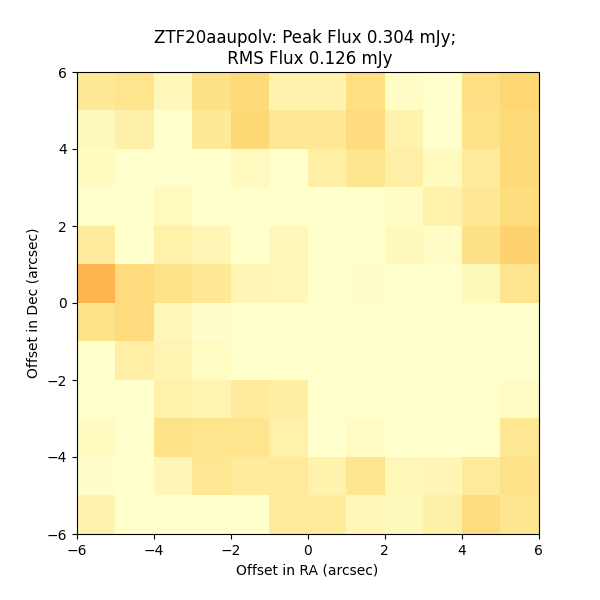 ZTF20aaupolv: Peak Flux 0.304 mJy;
RMS Flux 0.126 mJy
6
4
2
0
−2
−4
−6
Offset in Dec (arcsec)
−6 −4 −2 0 2 4 6
Offset in RA (arcsec)